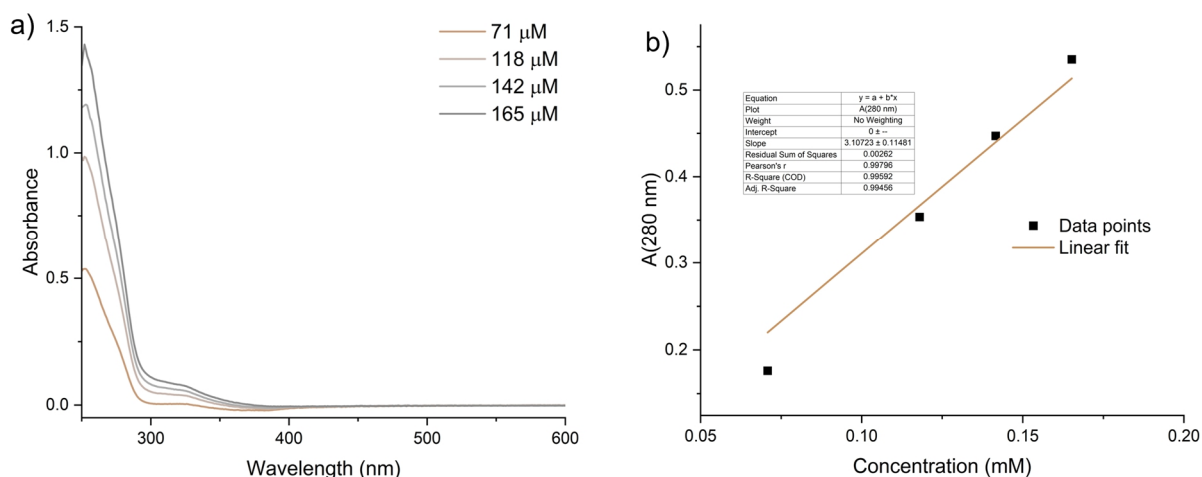 a)
1.5
1.0
0.5
0.0
Absorbance
300
400
500
600
Wavelength (nm)
71 μM
118 μM
142 μM
165 μM
b)
0.5
0.4
0.3
0.2
A(280 nm)
0.05
0.10
0.15
0.20
Concentration (mM)
Equation y = a + b*x
Plot A(280 nm)
Weight No Weighting
Intercept 0 ± --
Slope 3.10723 ± 0.11481
Residual Sum of Squares 0.00262
Pearson's r 0.99796
R-Square (COD) 0.99592
Adj. R-Square 0.99456
Data points
Linear fit